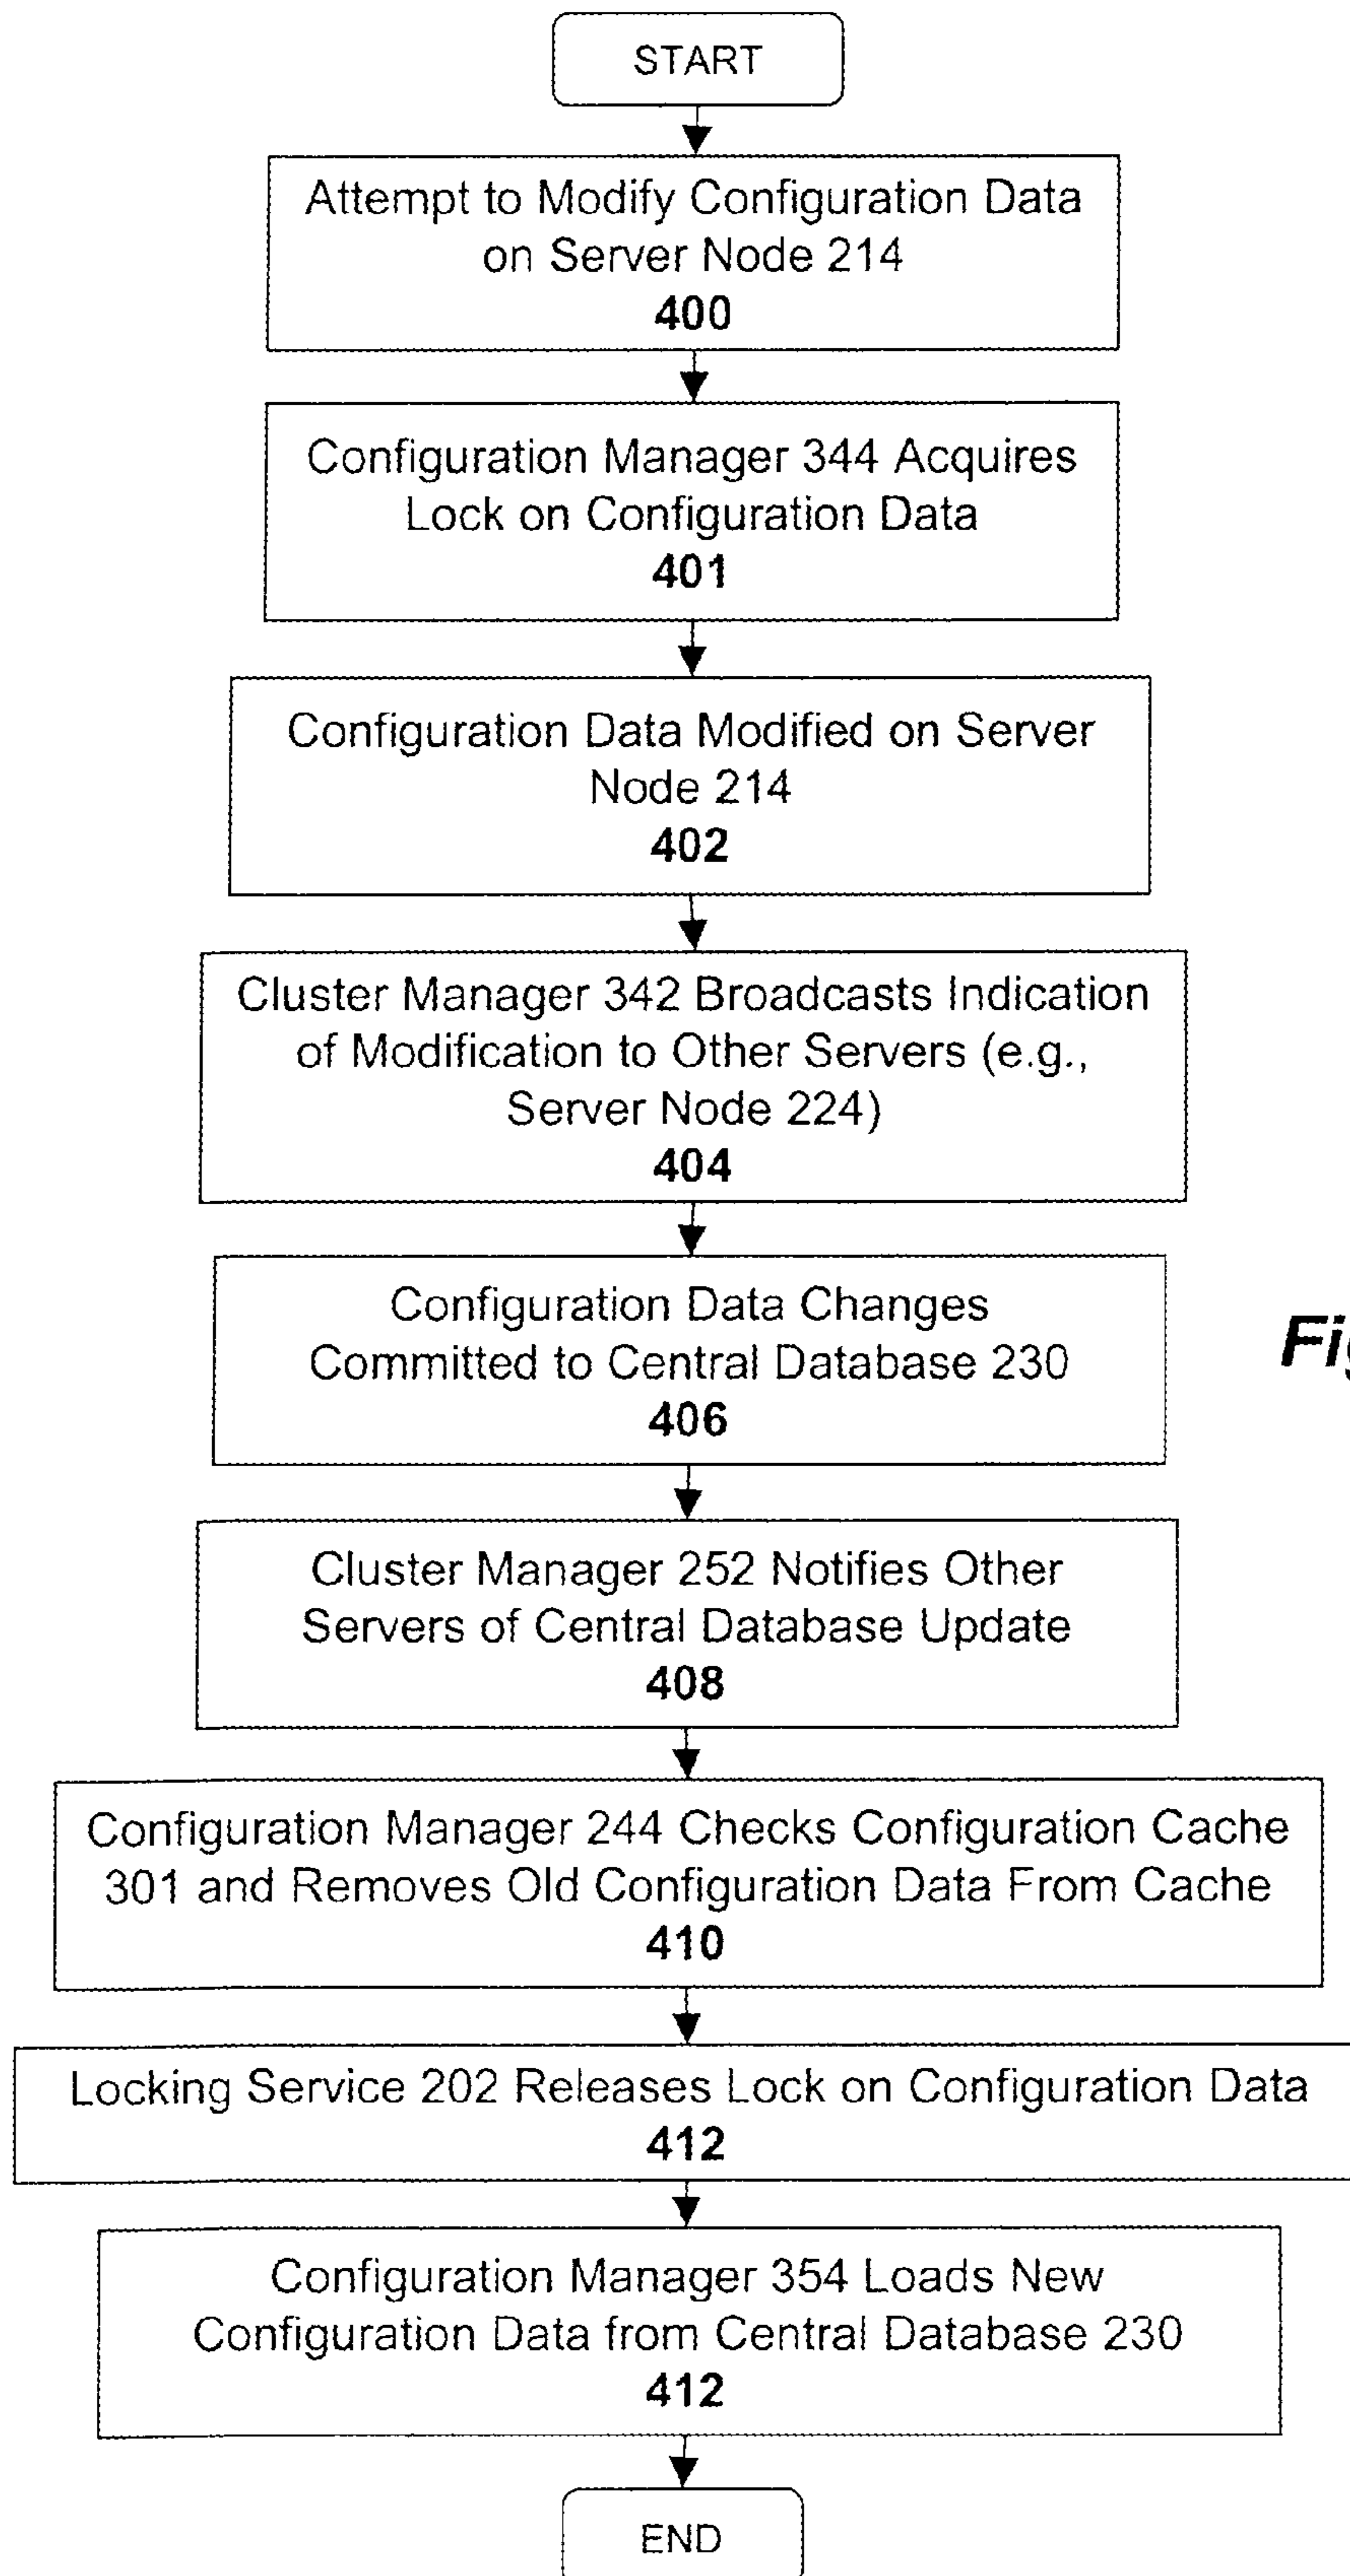 START
Attempt to Modify Configuration Data
on Server Node 214
400
Configuration Manager 344 Acquires
Lock on Configuration Data
401
Configuration Data Modified on Server
Node 214
402
Cluster Manager 342 Broadcasts Indication
of Modification to Other Servers (e.g.,
Server Node 224)
404
Configuration Data Changes
Committed to Central Database 230
406
Cluster Manager 252 Notifies Other
Servers of Central Database Update
408
Configuration Manager 244 Checks Configuration Cache
301 and Removes Old Configuration Data From Cache
410
Locking Service 202 Releases Lock on Configuration Data
412
Configuration Manager 354 Loads New
Configuration Data from Central Database 230
412
END